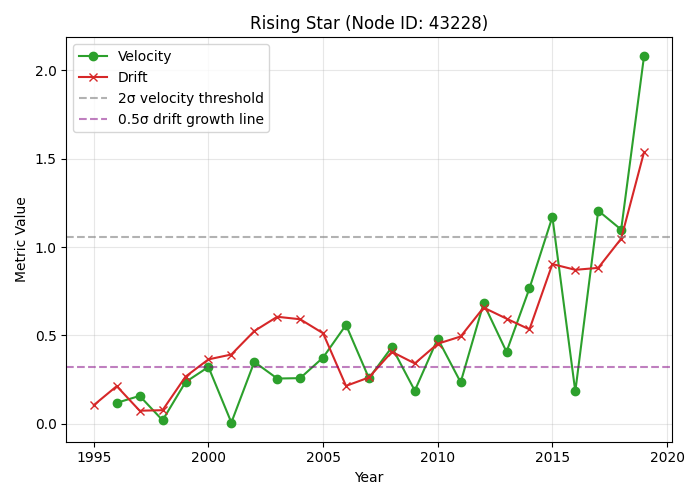 Rising Star (Node ID: 43228)
Velocity
Drift
2σ velocity threshold
0.5σ drift growth line
Metric Value
2.0
1.5
1.0
0.5
0.0
1995 2000 2005 2010 2015 2020
Year